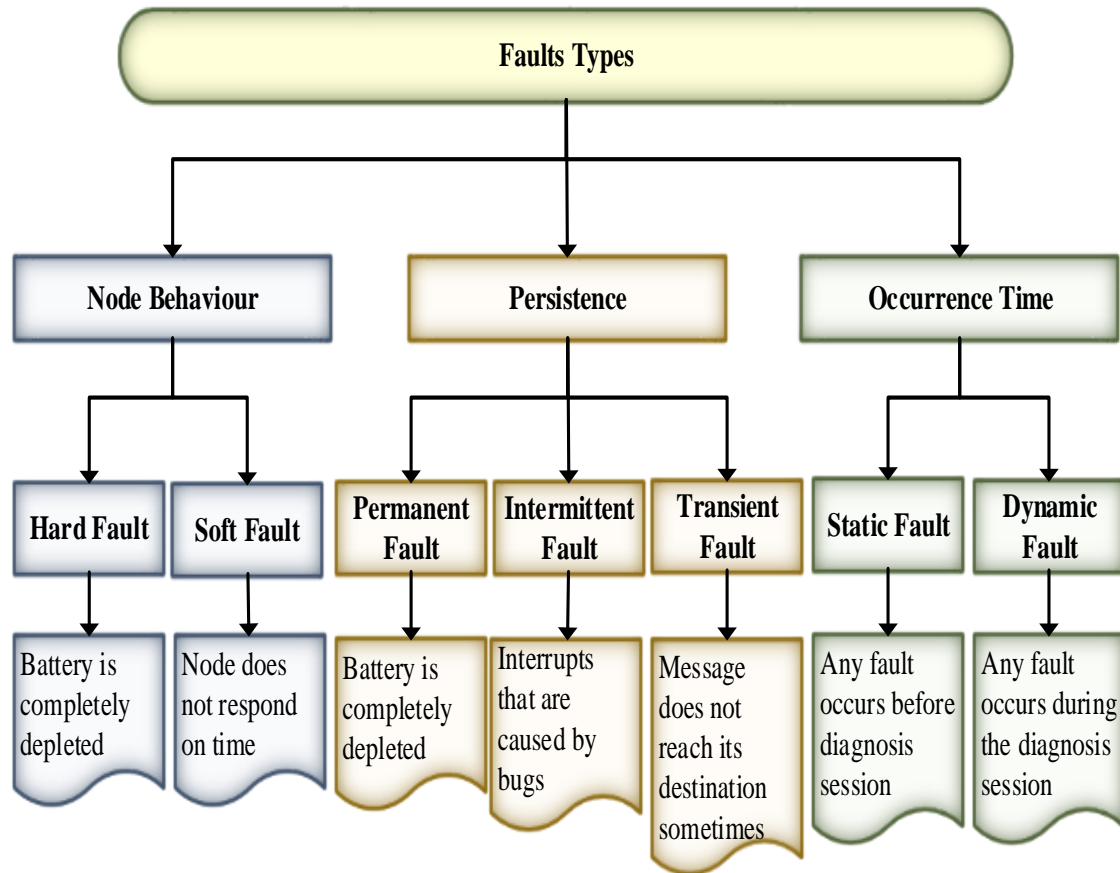 Faults Types
Node Behaviour
Persistence
Occurrence Time
Hard Fault
Soft Fault
Permanent
Fault
Intermittent
Fault
Transient
Fault
Static Fault
Dynamic
Fault
Battery is
completely
depleted
Node does
not respond
on time
Battery is
completely
depleted
Interrupts
that are
caused by
bugs
Message
does not
reach its
destination
sometimes
Any fault
occurs before
diagnosis
session
Any fault
occurs during
the diagnosis
session